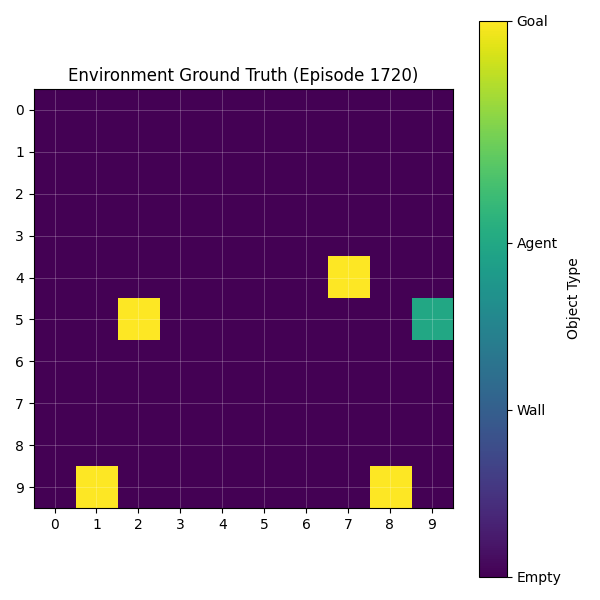 Environment Ground Truth (Episode 1720)
0
1
2
3
4
5
6
7
8
9
0 1 2 3 4 5 6 7 8 9
Goal
Agent
Wall
Empty
Object Type